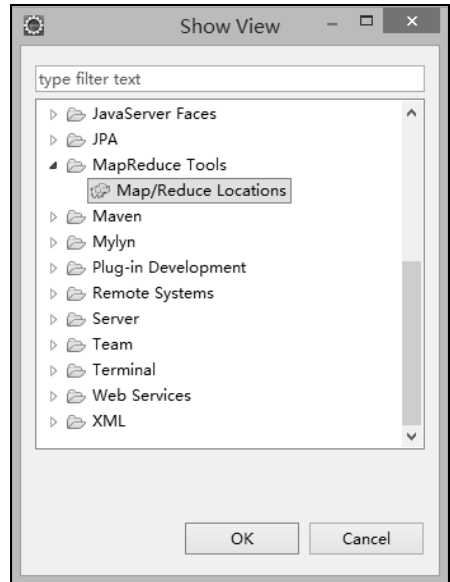 Show View
type filter text
JavaServer Faces
JPA
MapReduce Tools
Map/Reduce Locations
Maven
Mylyn
Plug-in Development
Remote Systems
Server
Team
Terminal
Web Services
XML
OK
Cancel